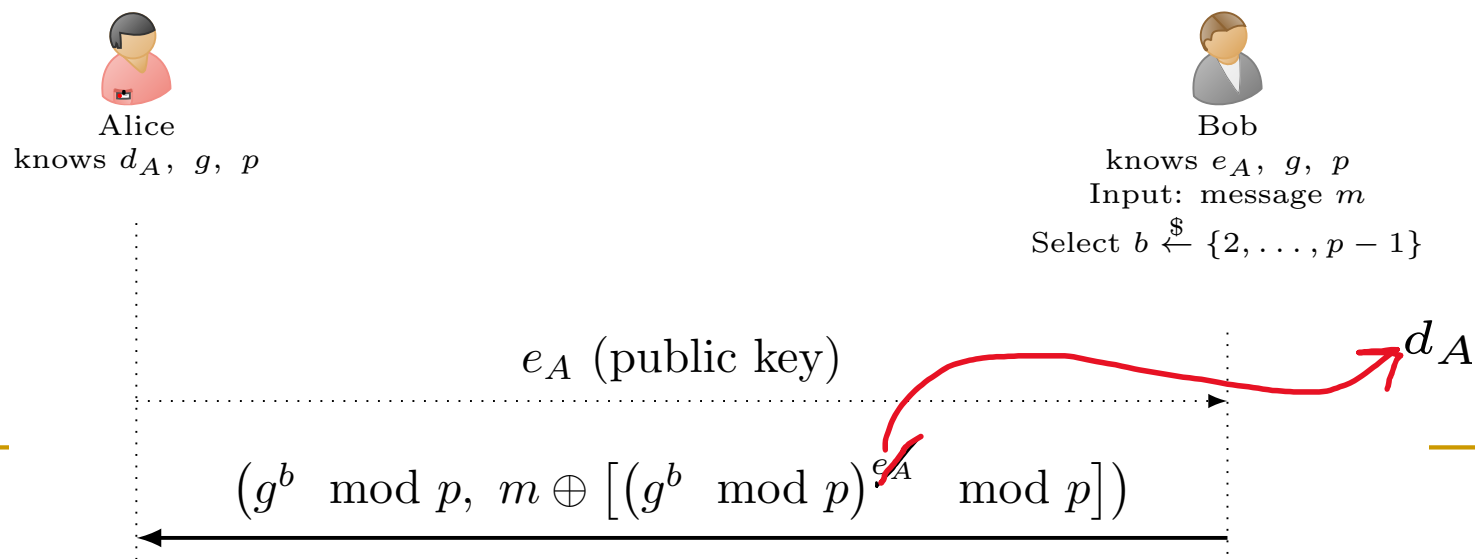 Alice
knows d_A, g, p
Bob
knows e_A, g, p
Input: message m
Select b \stackrel{$}{←} {2, . . . , p − 1}
e_A (public key)
d_A
(g^b mod p, m ⊕ [(g^b mod p)^{e_A} mod p])